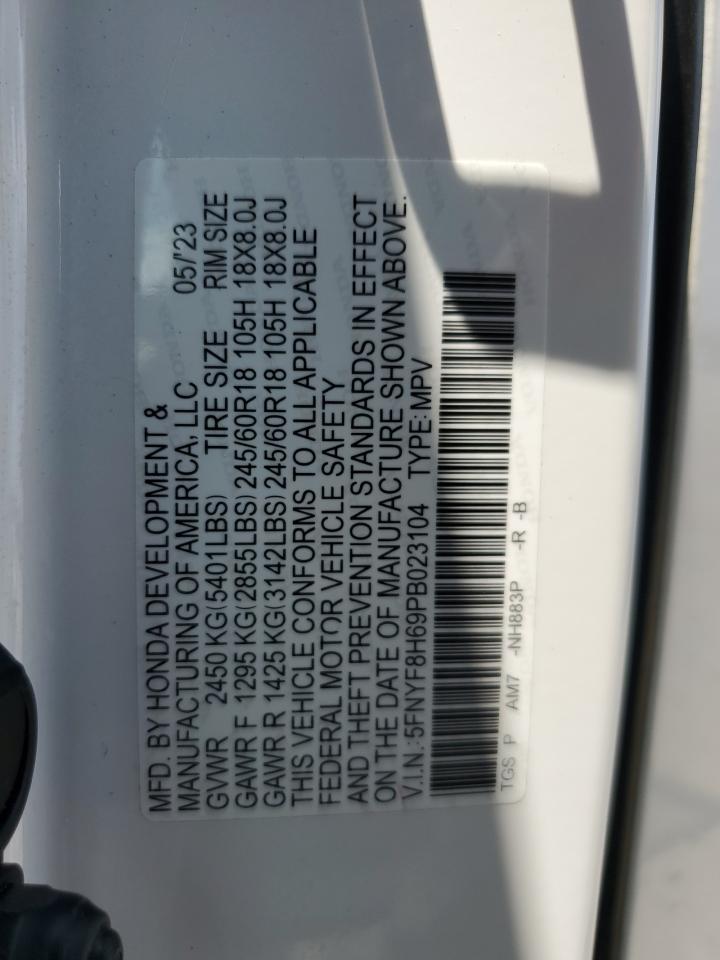 MFD. BY HONDA DEVELOPMENT &
MANUFACTURING OF AMERICA, LLC 05/'23
GVWR 2450 KG(5401LBS) TIRE SIZE RIM SIZE
GAWR F 1295 KG(2855LBS) 245/60R18 105H 18X8.0J
GAWR R 1425 KG(3142LBS) 245/60R18 105H 18X8.0J
THIS VEHICLE CONFORMS TO ALL APPLICABLE
FEDERAL MOTOR VEHICLE SAFETY
AND THEFT PREVENTION STANDARDS IN EFFECT
ON THE DATE OF MANUFACTURE SHOWN ABOVE.
V.I.N.:5FNYF8H69PB023104 TYPE:MPV
TGS P AM7 -NH883P -R -B